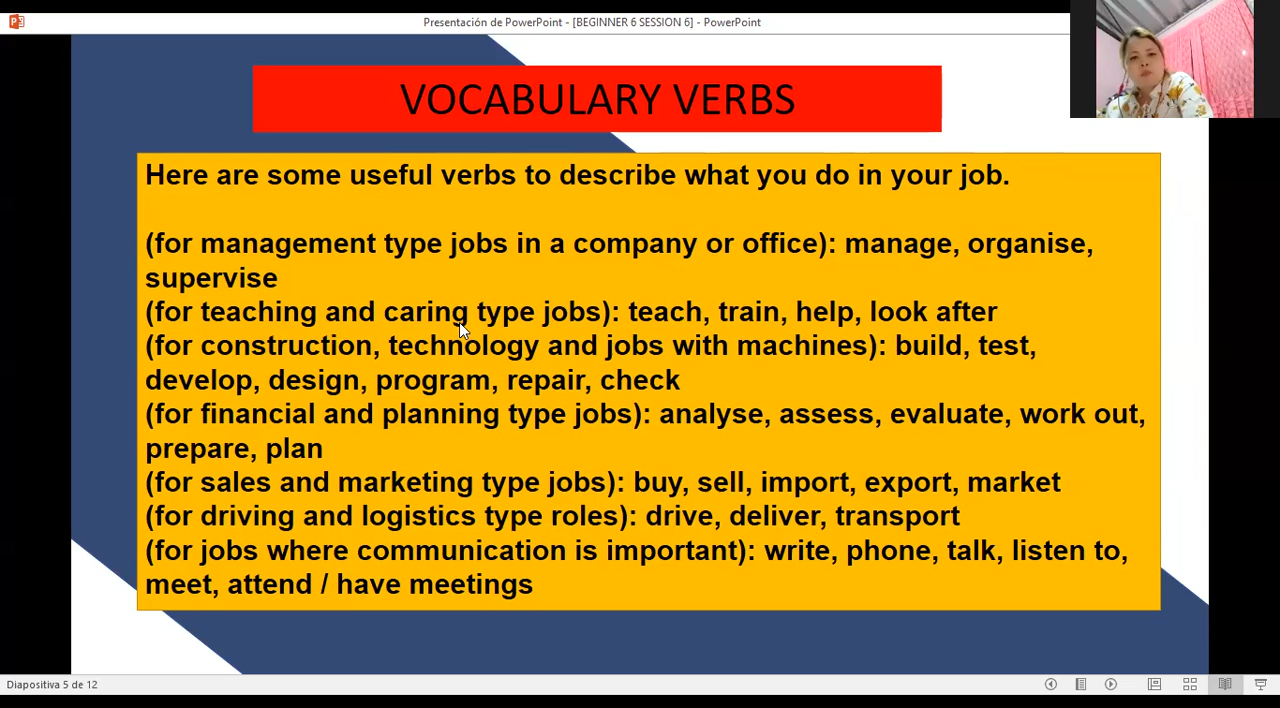 Presentación de PowerPoint - [BEGINNER 6 SESSION 6] - PowerPoint
VOCABULARY VERBS
Here are some useful verbs to describe what you do in your job.
(for management type jobs in a company or office): manage, organise,
supervise
(for teaching and caring type jobs): teach, train, help, look after
(for construction, technology and jobs with machines): build, test,
develop, design, program, repair, check
(for financial and planning type jobs): analyse, assess, evaluate, work out,
prepare, plan
(for sales and marketing type jobs): buy, sell, import, export, market
(for driving and logistics type roles): drive, deliver, transport
(for jobs where communication is important): write, phone, talk, listen to,
meet, attend / have meetings
Diapositiva 5 de 12